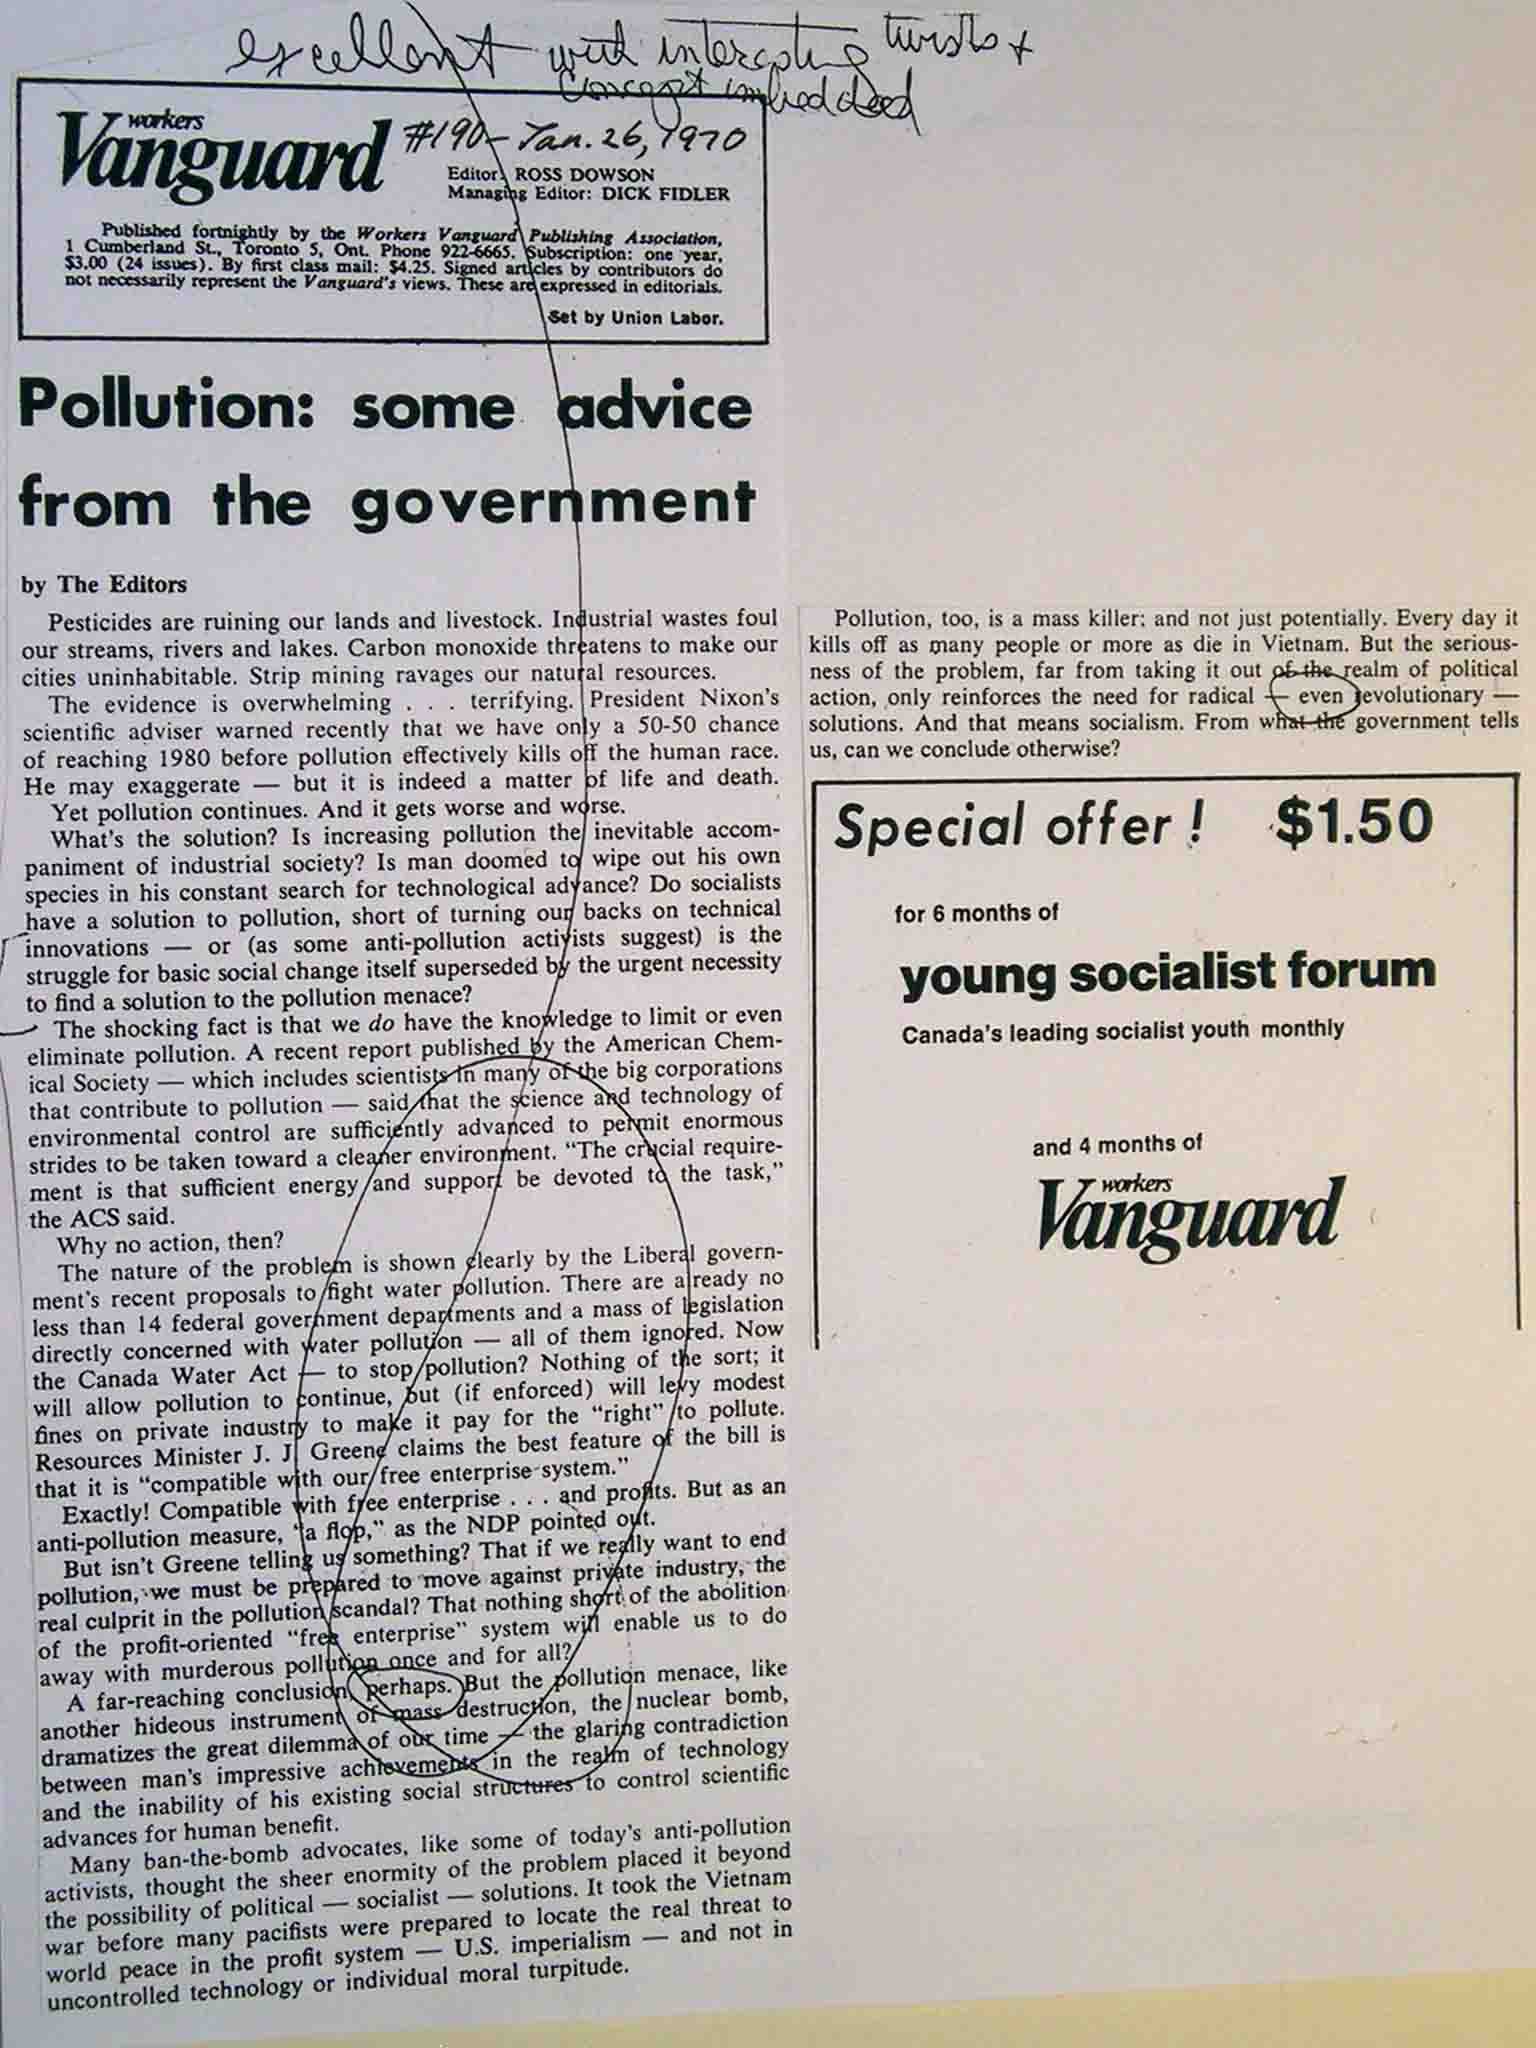 excellent with interesting twists +
concept imbedded
workers
Vanguard
#190 - Jan. 26, 1970
Editor: ROSS DOWSON
Managing Editor: DICK FIDLER
Published fortnightly by the Workers Vanguard Publishing Association,
1 Cumberland St., Toronto 5, Ont. Phone 922-6665. Subscription: one year,
$3.00 (24 issues). By first class mail: $4.25. Signed articles by contributors do
not necessarily represent the Vanguard's views. These are expressed in editorials.
Set by Union Labor.
Pollution: some advice
from the government
by The Editors
Pesticides are ruining our lands and livestock. Industrial wastes foul
our streams, rivers and lakes. Carbon monoxide threatens to make our
cities uninhabitable. Strip mining ravages our natural resources.
The evidence is overwhelming . . . terrifying. President Nixon's
scientific adviser warned recently that we have only a 50-50 chance
of reaching 1980 before pollution effectively kills off the human race.
He may exaggerate — but it is indeed a matter of life and death.
Yet pollution continues. And it gets worse and worse.
What's the solution? Is increasing pollution the inevitable accom-
paniment of industrial society? Is man doomed to wipe out his own
species in his constant search for technological advance? Do socialists
have a solution to pollution, short of turning our backs on technical
innovations — or (as some anti-pollution activists suggest) is the
struggle for basic social change itself superseded by the urgent necessity
to find a solution to the pollution menace?
The shocking fact is that we do have the knowledge to limit or even
eliminate pollution. A recent report published by the American Chem-
ical Society — which includes scientists in many of the big corporations
that contribute to pollution — said that the science and technology of
environmental control are sufficiently advanced to permit enormous
strides to be taken toward a cleaner environment. "The crucial require-
ment is that sufficient energy and support be devoted to the task,"
the ACS said.
Why no action, then?
The nature of the problem is shown clearly by the Liberal govern-
ment's recent proposals to fight water pollution. There are already no
less than 14 federal government departments and a mass of legislation
directly concerned with water pollution — all of them ignored. Now
the Canada Water Act — to stop pollution? Nothing of the sort; it
will allow pollution to continue, but (if enforced) will levy modest
fines on private industry to make it pay for the "right" to pollute.
Resources Minister J. J. Greene claims the best feature of the bill is
that it is "compatible with our free enterprise system."
Exactly! Compatible with free enterprise . . . and profits. But as an
anti-pollution measure, "a flop," as the NDP pointed out.
But isn't Greene telling us something? That if we really want to end
pollution, we must be prepared to move against private industry, the
real culprit in the pollution scandal? That nothing short of the abolition
of the profit-oriented "free enterprise" system will enable us to do
away with murderous pollution once and for all?
A far-reaching conclusion, perhaps. But the pollution menace, like
another hideous instrument of mass destruction, the nuclear bomb,
dramatizes the great dilemma of our time — the glaring contradiction
between man's impressive achievements in the realm of technology
and the inability of his existing social structures to control scientific
advances for human benefit.
Many ban-the-bomb advocates, like some of today's anti-pollution
activists, thought the sheer enormity of the problem placed it beyond
the possibility of political — socialist — solutions. It took the Vietnam
war before many pacifists were prepared to locate the real threat to
world peace in the profit system — U.S. imperialism — and not in
uncontrolled technology or individual moral turpitude.
Pollution, too, is a mass killer; and not just potentially. Every day it
kills off as many people or more as die in Vietnam. But the serious-
ness of the problem, far from taking it out of the realm of political
action, only reinforces the need for radical — even revolutionary —
solutions. And that means socialism. From what the government tells
us, can we conclude otherwise?
Special offer! $1.50
for 6 months of
young socialist forum
Canada's leading socialist youth monthly
and 4 months of
workers
Vanguard